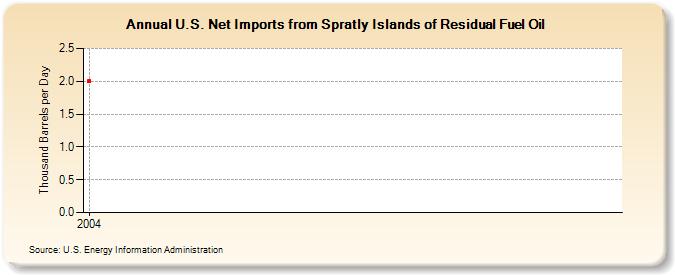 Annual U.S. Net Imports from Spratly Islands of Residual Fuel Oil
Thousand Barrels per Day
2.5
2.0
1.5
1.0
0.5
0.0
2004
Source: U.S. Energy Information Administration